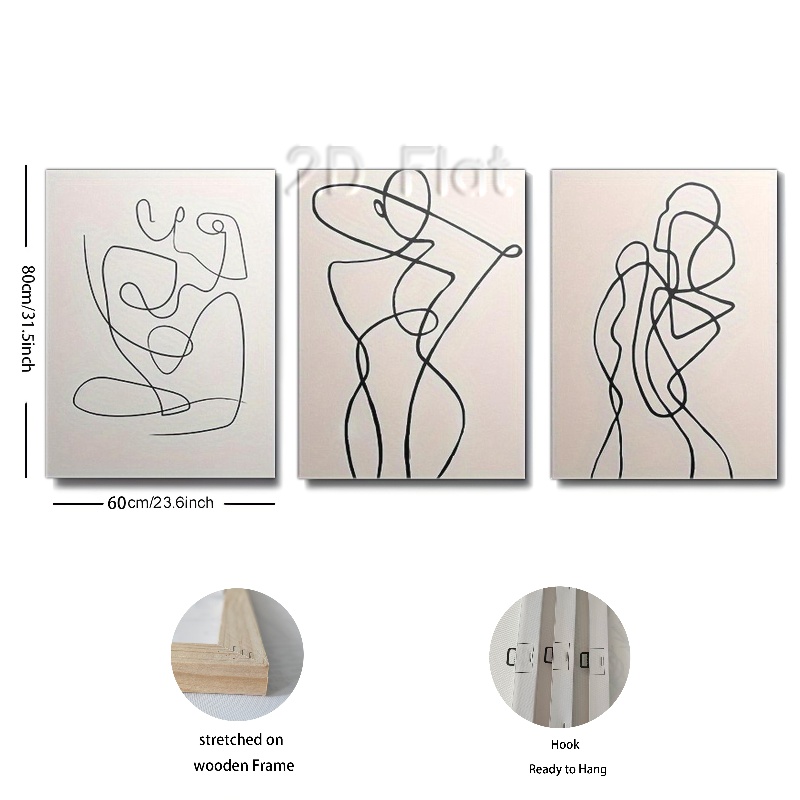 2D Flat
80cm/31.5inch
60cm/23.6inch
stretched on
wooden Frame
Hook
Ready to Hang